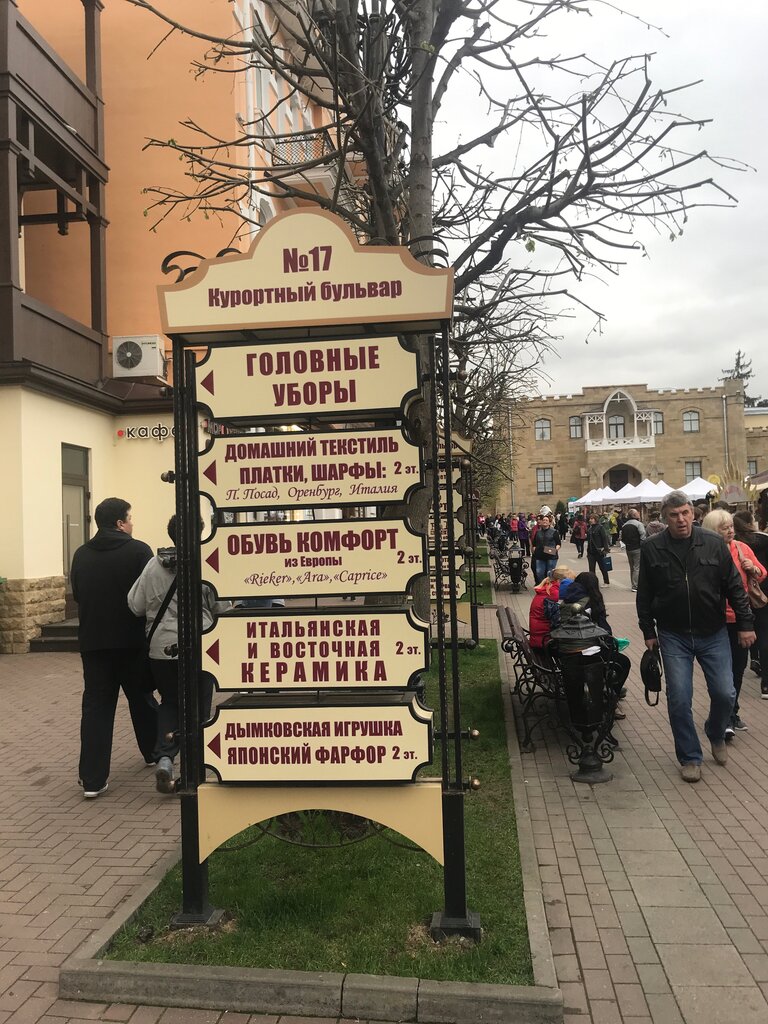 №17
Курортный бульвар
ГОЛОВНЫЕ
УБОРЫ
кафе
ДОМАШНИЙ ТЕКСТИЛЬ
ПЛАТКИ, ШАРФЫ: 2 эт.
П. Посад, Оренбург, Италия
ОБУВЬ КОМФОРТ
из Европы 2 эт.
«Rieker», «Ara», «Caprice»
ИТАЛЬЯНСКАЯ
И ВОСТОЧНАЯ 2 эт.
КЕРАМИКА
ДЫМКОВСКАЯ ИГРУШКА
ЯПОНСКИЙ ФАРФОР 2 эт.